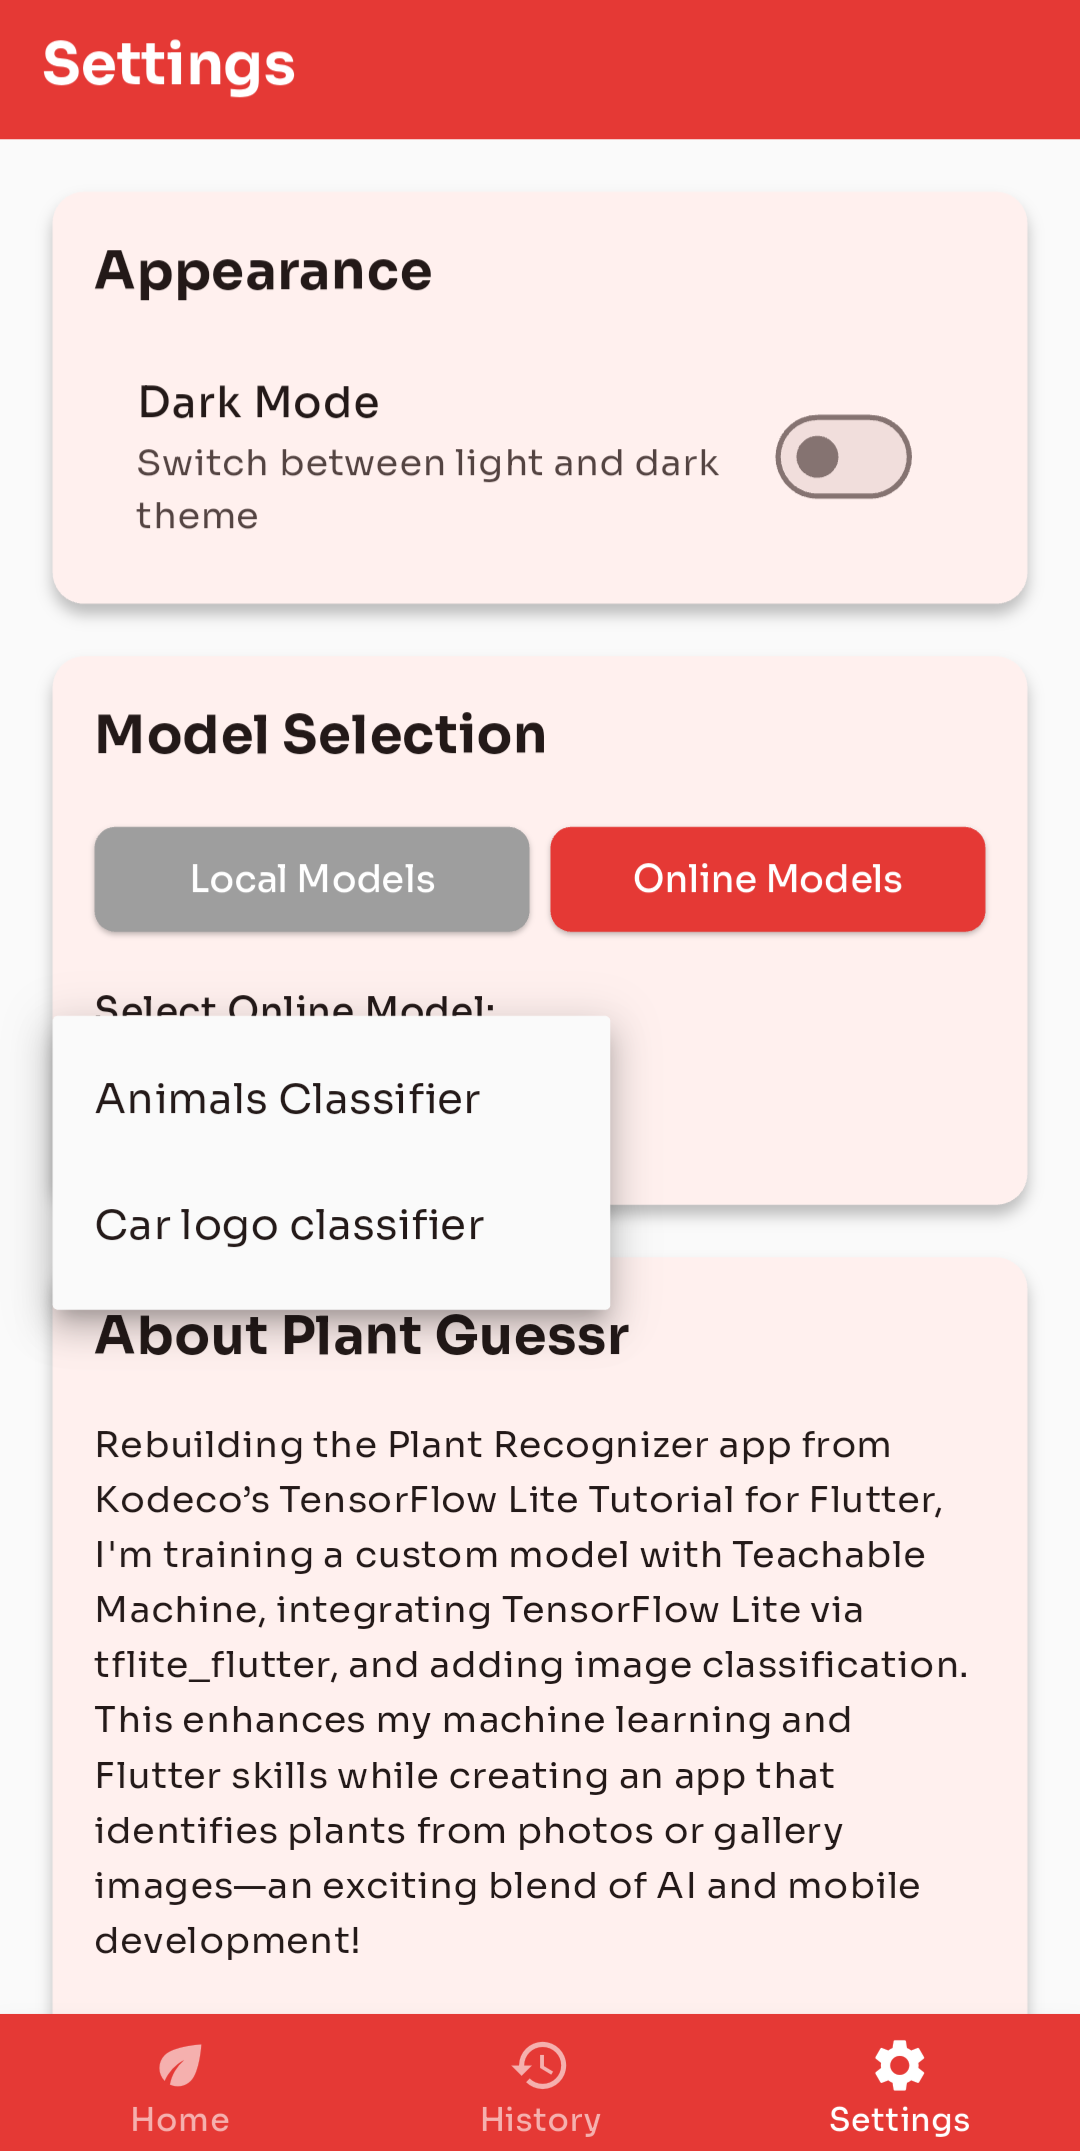 Settings
Appearance
Dark Mode
Switch between light and dark
theme
Model Selection
Local Models
Online Models
Select Online Model:
Animals Classifier
Car logo classifier
About Plant Guessr
Rebuilding the Plant Recognizer app from
Kodeco’s TensorFlow Lite Tutorial for Flutter,
I'm training a custom model with Teachable
Machine, integrating TensorFlow Lite via
tflite_flutter, and adding image classification.
This enhances my machine learning and
Flutter skills while creating an app that
identifies plants from photos or gallery
images—an exciting blend of AI and mobile
development!
Home
History
Settings